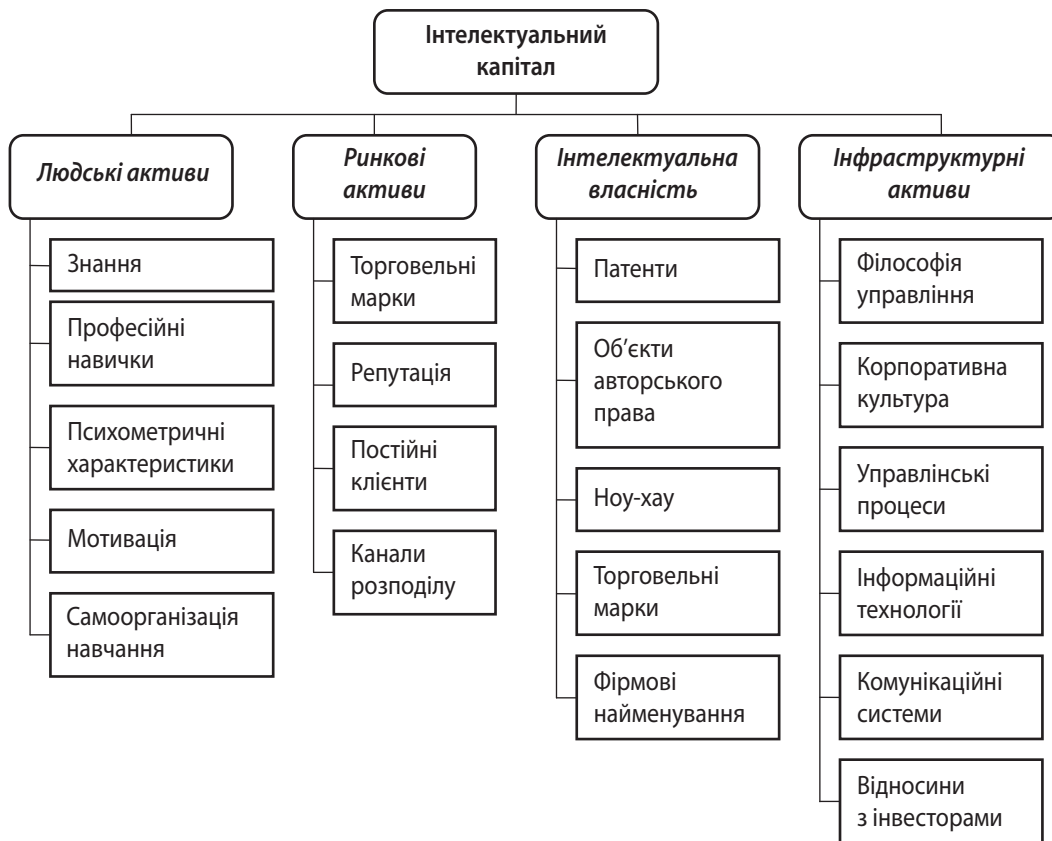 Інтелектуальний
капітал
Людські активи
Знання
Професійні
навички
Психометричні
характеристики
Мотивація
Самоорганізація
навчання
Ринкові
активи
Торговельні
марки
Репутація
Постійні
клієнти
Канали
розподілу
Інтелектуальна
власність
Патенти
Об’єкти
авторського
права
Ноу-хау
Торговельні
марки
Фірмові
найменування
Інфраструктурні
активи
Філософія
управління
Корпоративна
культура
Управлінські
процеси
Інформаційні
технології
Комунікаційні
системи
Відносини
з інвесторами